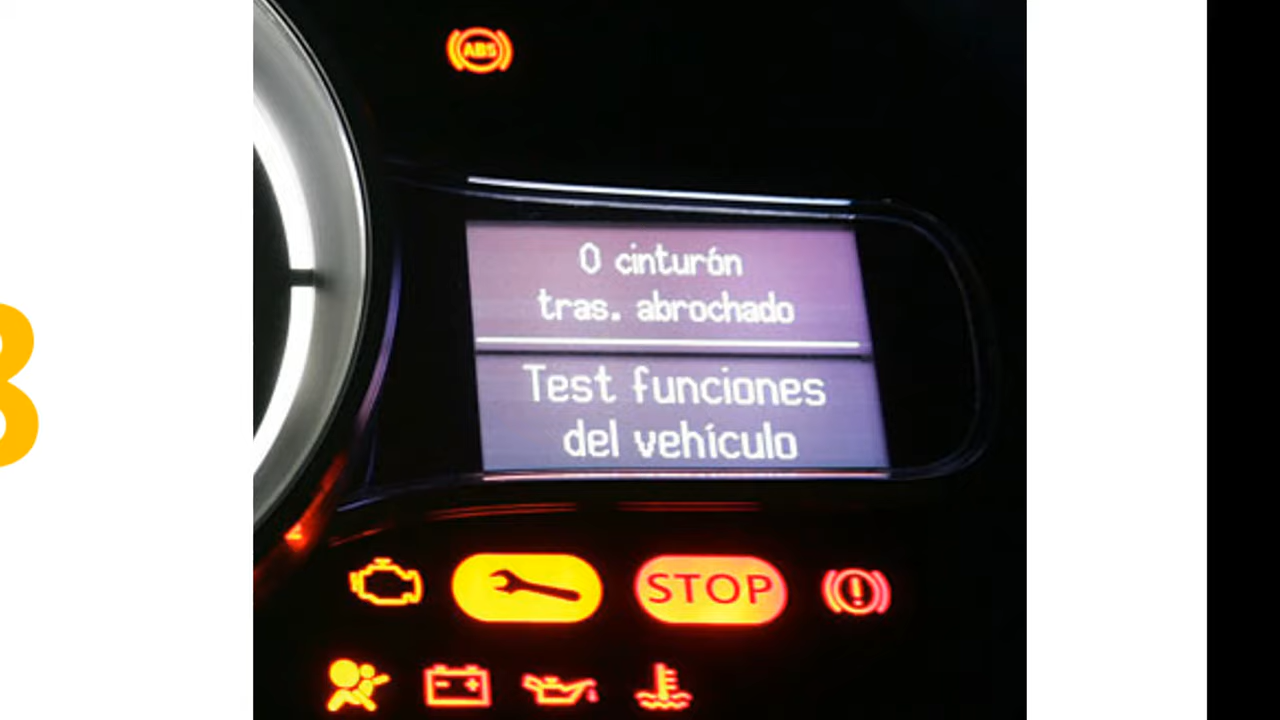 ABS
0 cinturón
tras. abrochado
Test funciones
del vehículo
STOP